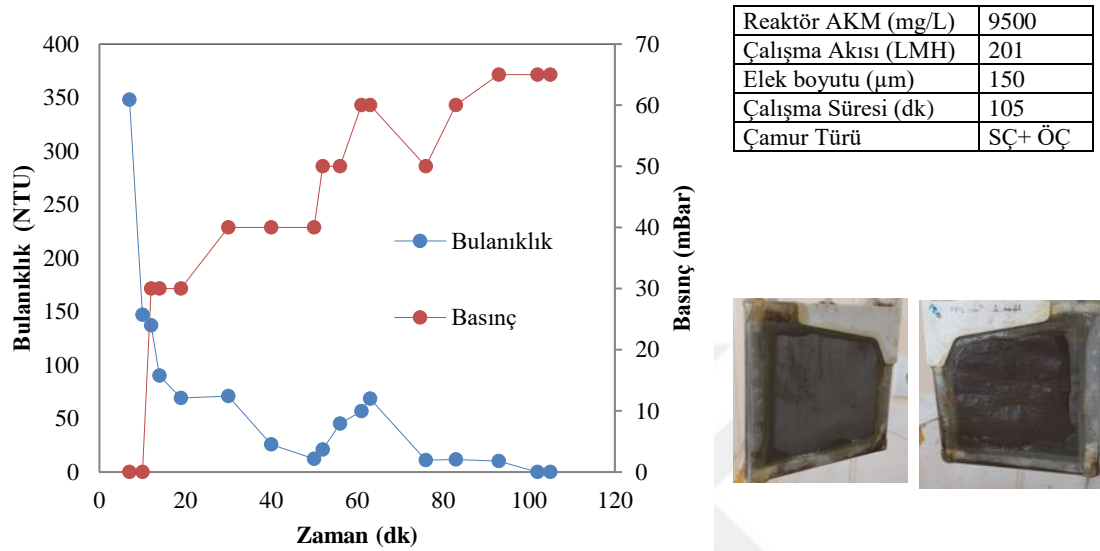 Reaktör AKM (mg/L) 9500
Çalışma Akısı (LMH) 201
Elek boyutu (µm) 150
Çalışma Süresi (dk) 105
Çamur Türü SÇ+ ÖÇ
Bulanıklık (NTU)
400
350
300
250
200
150
100
50
0
Bulanıklık
Basınç
70
60
50
40
30
20
10
0
Basınç (mBar)
0 20 40 60 80 100 120
Zaman (dk)